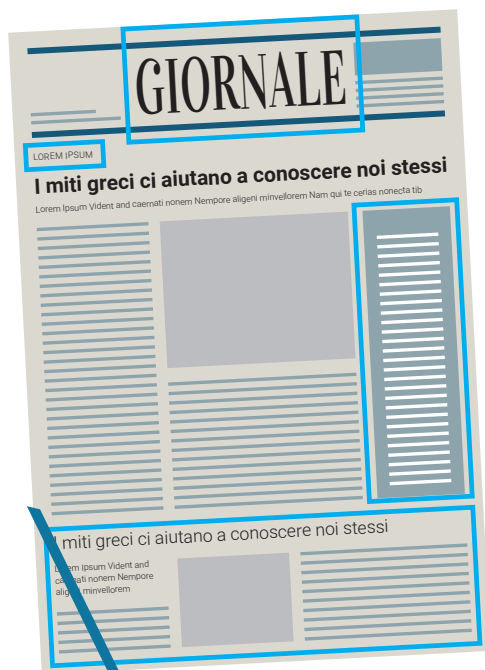 GIORNALE
LOREM IPSUM
I miti greci ci aiutano a conoscere noi stessi
Lorem Ipsum Vident and caernati nonem Nempore aligeni minvellorem Nam qui te cerias nonecta tib
I miti greci ci aiutano a conoscere noi stessi
Lorem Ipsum Vident and
nonem Nempore
minvellorem